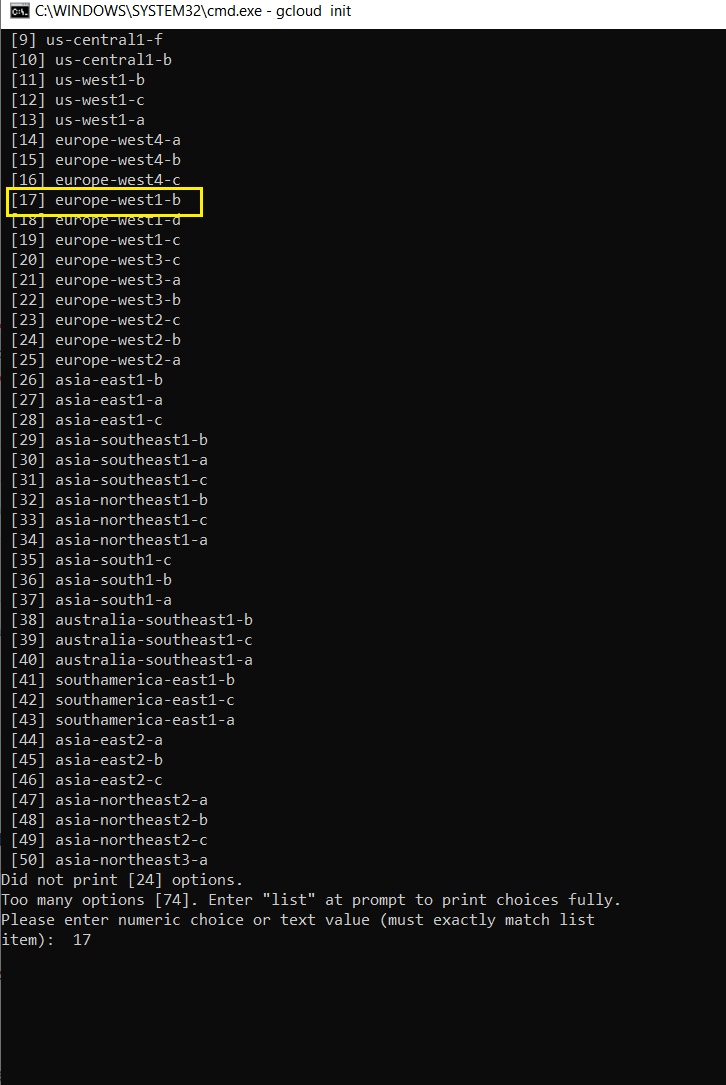 C:\WINDOWS\SYSTEM32\cmd.exe - gcloud  init
[9] us-central1-f
[10] us-central1-b
[11] us-west1-b
[12] us-west1-c
[13] us-west1-a
[14] europe-west4-a
[15] europe-west4-b
[16] europe-west4-c
[17] europe-west1-b
[18] europe-west1-d
[19] europe-west1-c
[20] europe-west3-c
[21] europe-west3-a
[22] europe-west3-b
[23] europe-west2-c
[24] europe-west2-b
[25] europe-west2-a
[26] asia-east1-b
[27] asia-east1-a
[28] asia-east1-c
[29] asia-southeast1-b
[30] asia-southeast1-a
[31] asia-southeast1-c
[32] asia-northeast1-b
[33] asia-northeast1-c
[34] asia-northeast1-a
[35] asia-south1-c
[36] asia-south1-b
[37] asia-south1-a
[38] australia-southeast1-b
[39] australia-southeast1-c
[40] australia-southeast1-a
[41] southamerica-east1-b
[42] southamerica-east1-c
[43] southamerica-east1-a
[44] asia-east2-a
[45] asia-east2-b
[46] asia-east2-c
[47] asia-northeast2-a
[48] asia-northeast2-b
[49] asia-northeast2-c
[50] asia-northeast3-a
Did not print [24] options.
Too many options [74]. Enter "list" at prompt to print choices fully.
Please enter numeric choice or text value (must exactly match list
item):  17